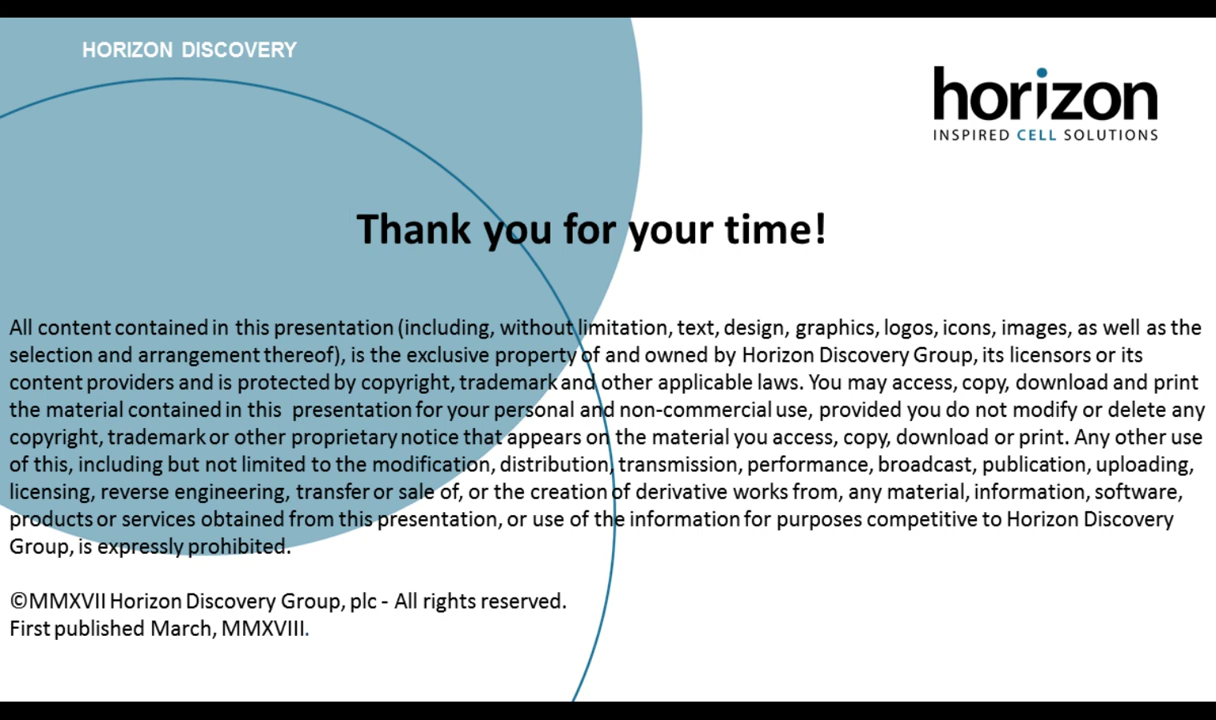 HORIZON DISCOVERY
horizon
INSPIRED CELL SOLUTIONS
Thank you for your time!
All content contained in this presentation (including, without limitation, text, design, graphics, logos, icons, images, as well as the
selection and arrangement thereof), is the exclusive property of and owned by Horizon Discovery Group, its licensors or its
content providers and is protected by copyright, trademark and other applicable laws. You may access, copy, download and print
the material contained in this presentation for your personal and non-commercial use, provided you do not modify or delete any
copyright, trademark or other proprietary notice that appears on the material you access, copy, download or print. Any other use
of this, including but not limited to the modification, distribution, transmission, performance, broadcast, publication, uploading,
licensing, reverse engineering, transfer or sale of, or the creation of derivative works from, any material, information, software,
products or services obtained from this presentation, or use of the information for purposes competitive to Horizon Discovery
Group, is expressly prohibited.
©MMXVII Horizon Discovery Group, plc - All rights reserved.
First published March, MMXVIII.